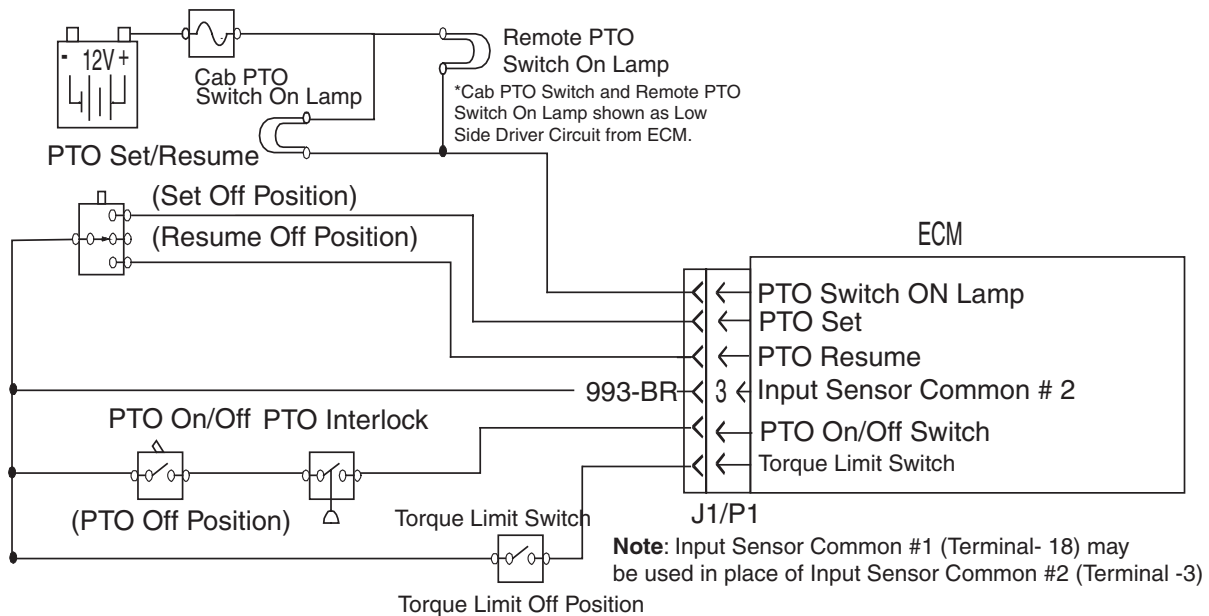 - 12V +
Cab PTO
Switch On Lamp
Remote PTO
Switch On Lamp
*Cab PTO Switch and Remote PTO
Switch On Lamp shown as Low
Side Driver Circuit from ECM.
PTO Set/Resume
(Set Off Position)
(Resume Off Position)
ECM
PTO Switch ON Lamp
PTO Set
PTO Resume
993-BR 3 Input Sensor Common # 2
PTO On/Off PTO Interlock
PTO On/Off Switch
Torque Limit Switch
(PTO Off Position)
J1/P1
Torque Limit Switch
Note: Input Sensor Common #1 (Terminal- 18) may
be used in place of Input Sensor Common #2 (Terminal -3)
Torque Limit Off Position